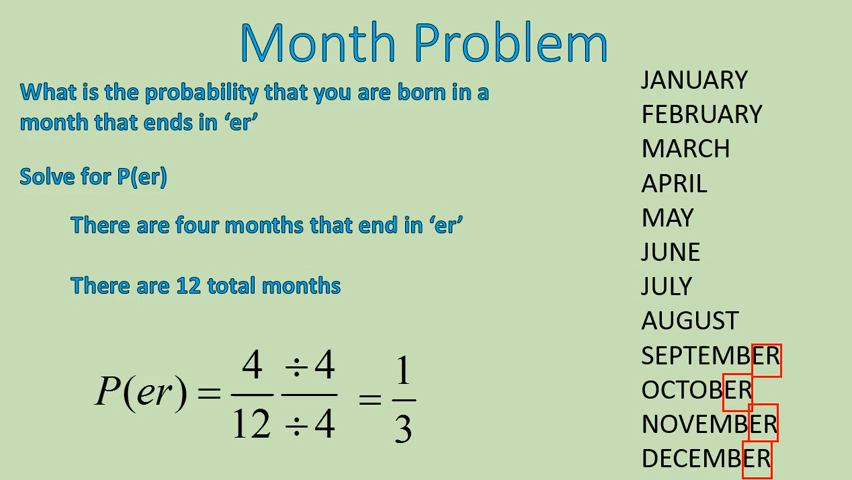 Month Problem
What is the probability that you are born in a
month that ends in ‘er’
Solve for P(er)
There are four months that end in ‘er’
There are 12 total months
P(er) = 4/12 ÷4/÷4 = 1/3
JANUARY
FEBRUARY
MARCH
APRIL
MAY
JUNE
JULY
AUGUST
SEPTEMBER
OCTOBER
NOVEMBER
DECEMBER